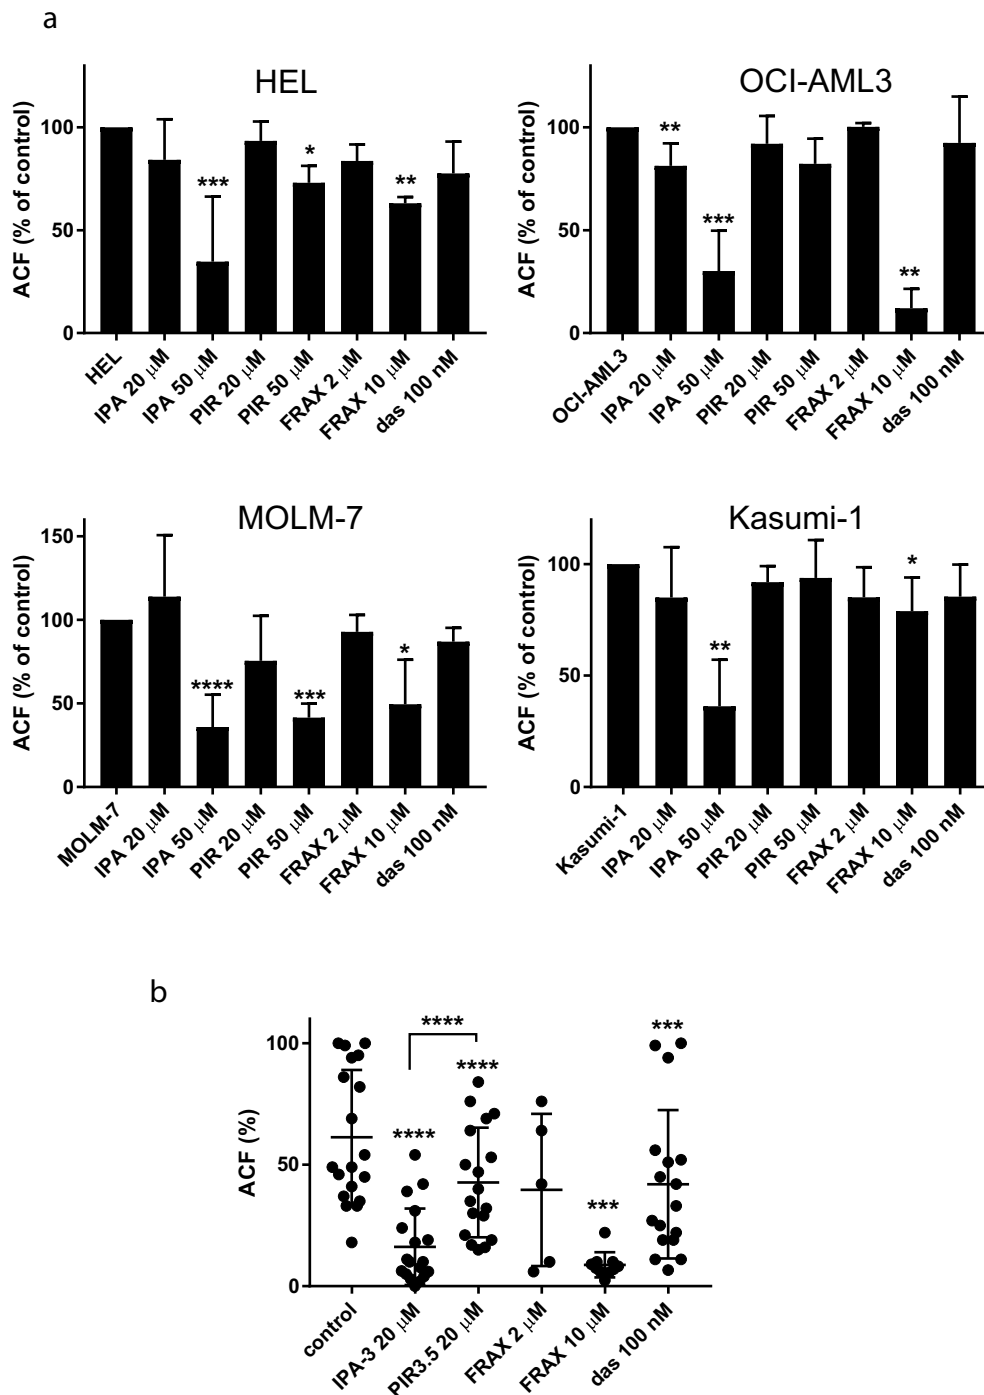 a
HEL
ACF (% of control)
100
50
0
***
*
**
HEL
IPA 20 μM
IPA 50 μM
PIR 20 μM
PIR 50 μM
FRAX 2 μM
FRAX 10 μM
das 100 nM
OCI-AML3
ACF (% of control)
100
50
0
**
***
**
OCI-AML3
IPA 20 μM
IPA 50 μM
PIR 20 μM
PIR 50 μM
FRAX 2 μM
FRAX 10 μM
das 100 nM
MOLM-7
ACF (% of control)
150
100
50
0
****
***
*
MOLM-7
IPA 20 μM
IPA 50 μM
PIR 20 μM
PIR 50 μM
FRAX 2 μM
FRAX 10 μM
das 100 nM
Kasumi-1
ACF (% of control)
100
50
0
**
*
Kasumi-1
IPA 20 μM
IPA 50 μM
PIR 20 μM
PIR 50 μM
FRAX 2 μM
FRAX 10 μM
das 100 nM
b
ACF (%)
100
50
0
****
****
****
***
***
control
IPA-3 20 μM
PIR3.5 20 μM
FRAX 2 μM
FRAX 10 μM
das 100 nM